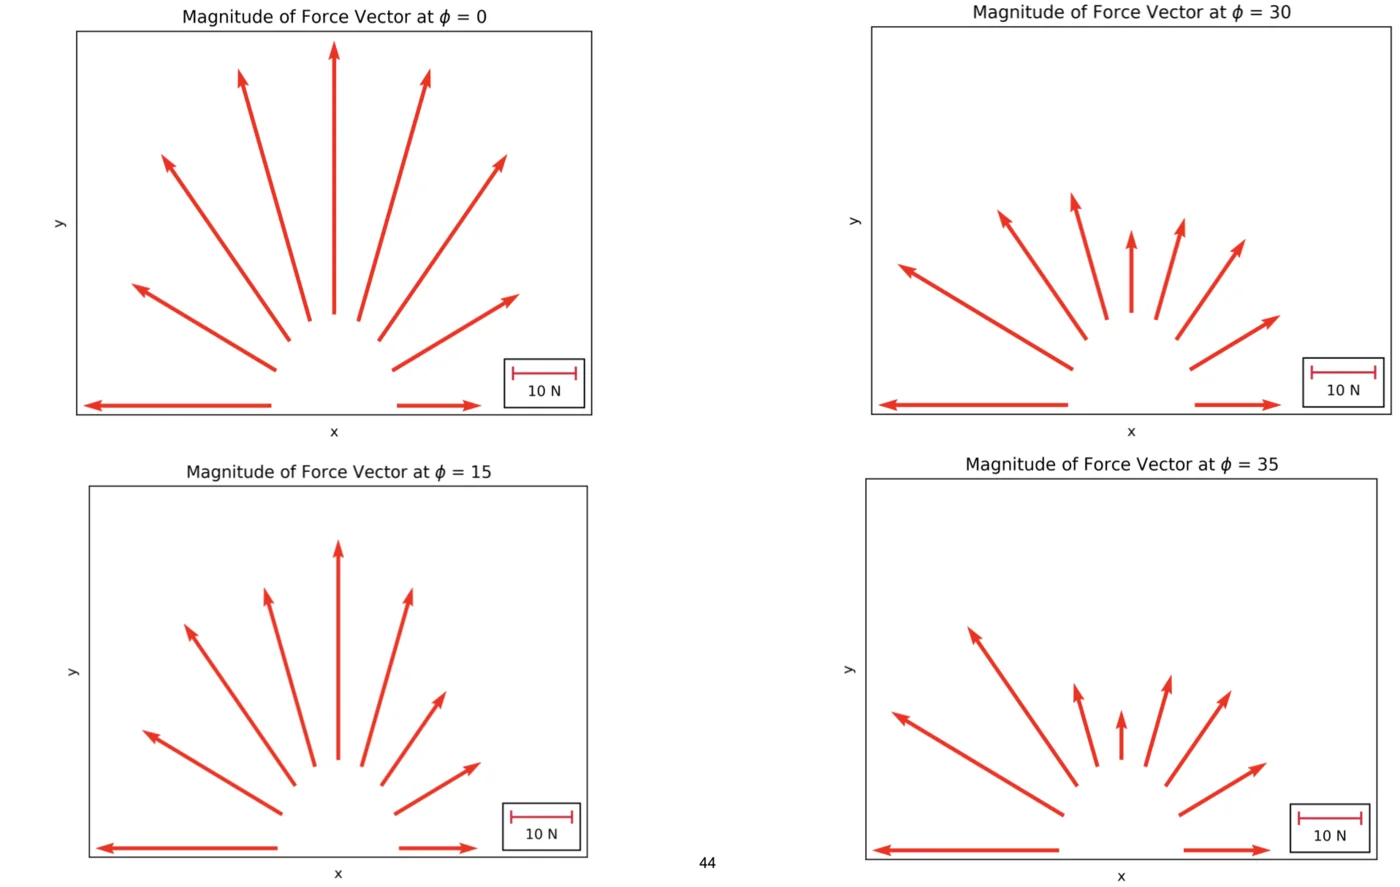 Magnitude of Force Vector at ϕ = 0
y
10 N
x
Magnitude of Force Vector at ϕ = 30
y
10 N
x
Magnitude of Force Vector at ϕ = 15
y
10 N
x
Magnitude of Force Vector at ϕ = 35
y
10 N
x
44